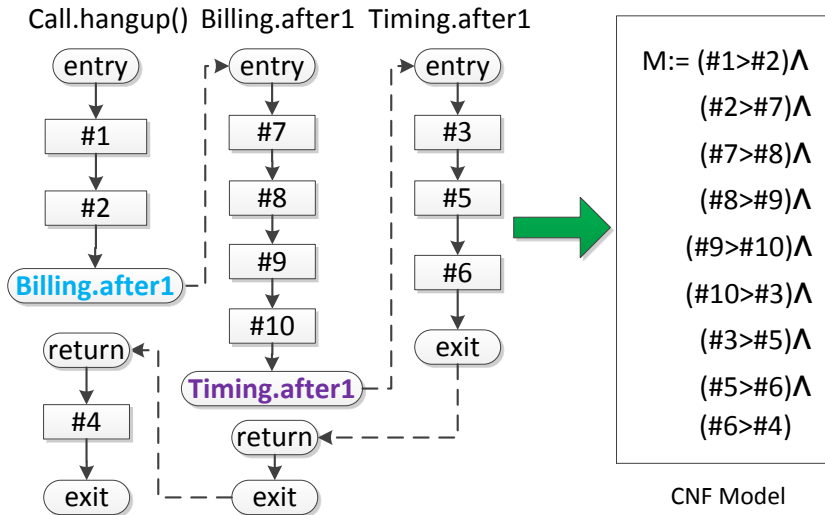 Call.hangup()
entry
#1
#2
Billing.after1
return
#4
exit
Billing.after1
entry
#7
#8
#9
#10
Timing.after1
return
exit
Timing.after1
entry
#3
#5
#6
exit
M:= (#1>#2)Λ
(#2>#7)Λ
(#7>#8)Λ
(#8>#9)Λ
(#9>#10)Λ
(#10>#3)Λ
(#3>#5)Λ
(#5>#6)Λ
(#6>#4)
CNF Model